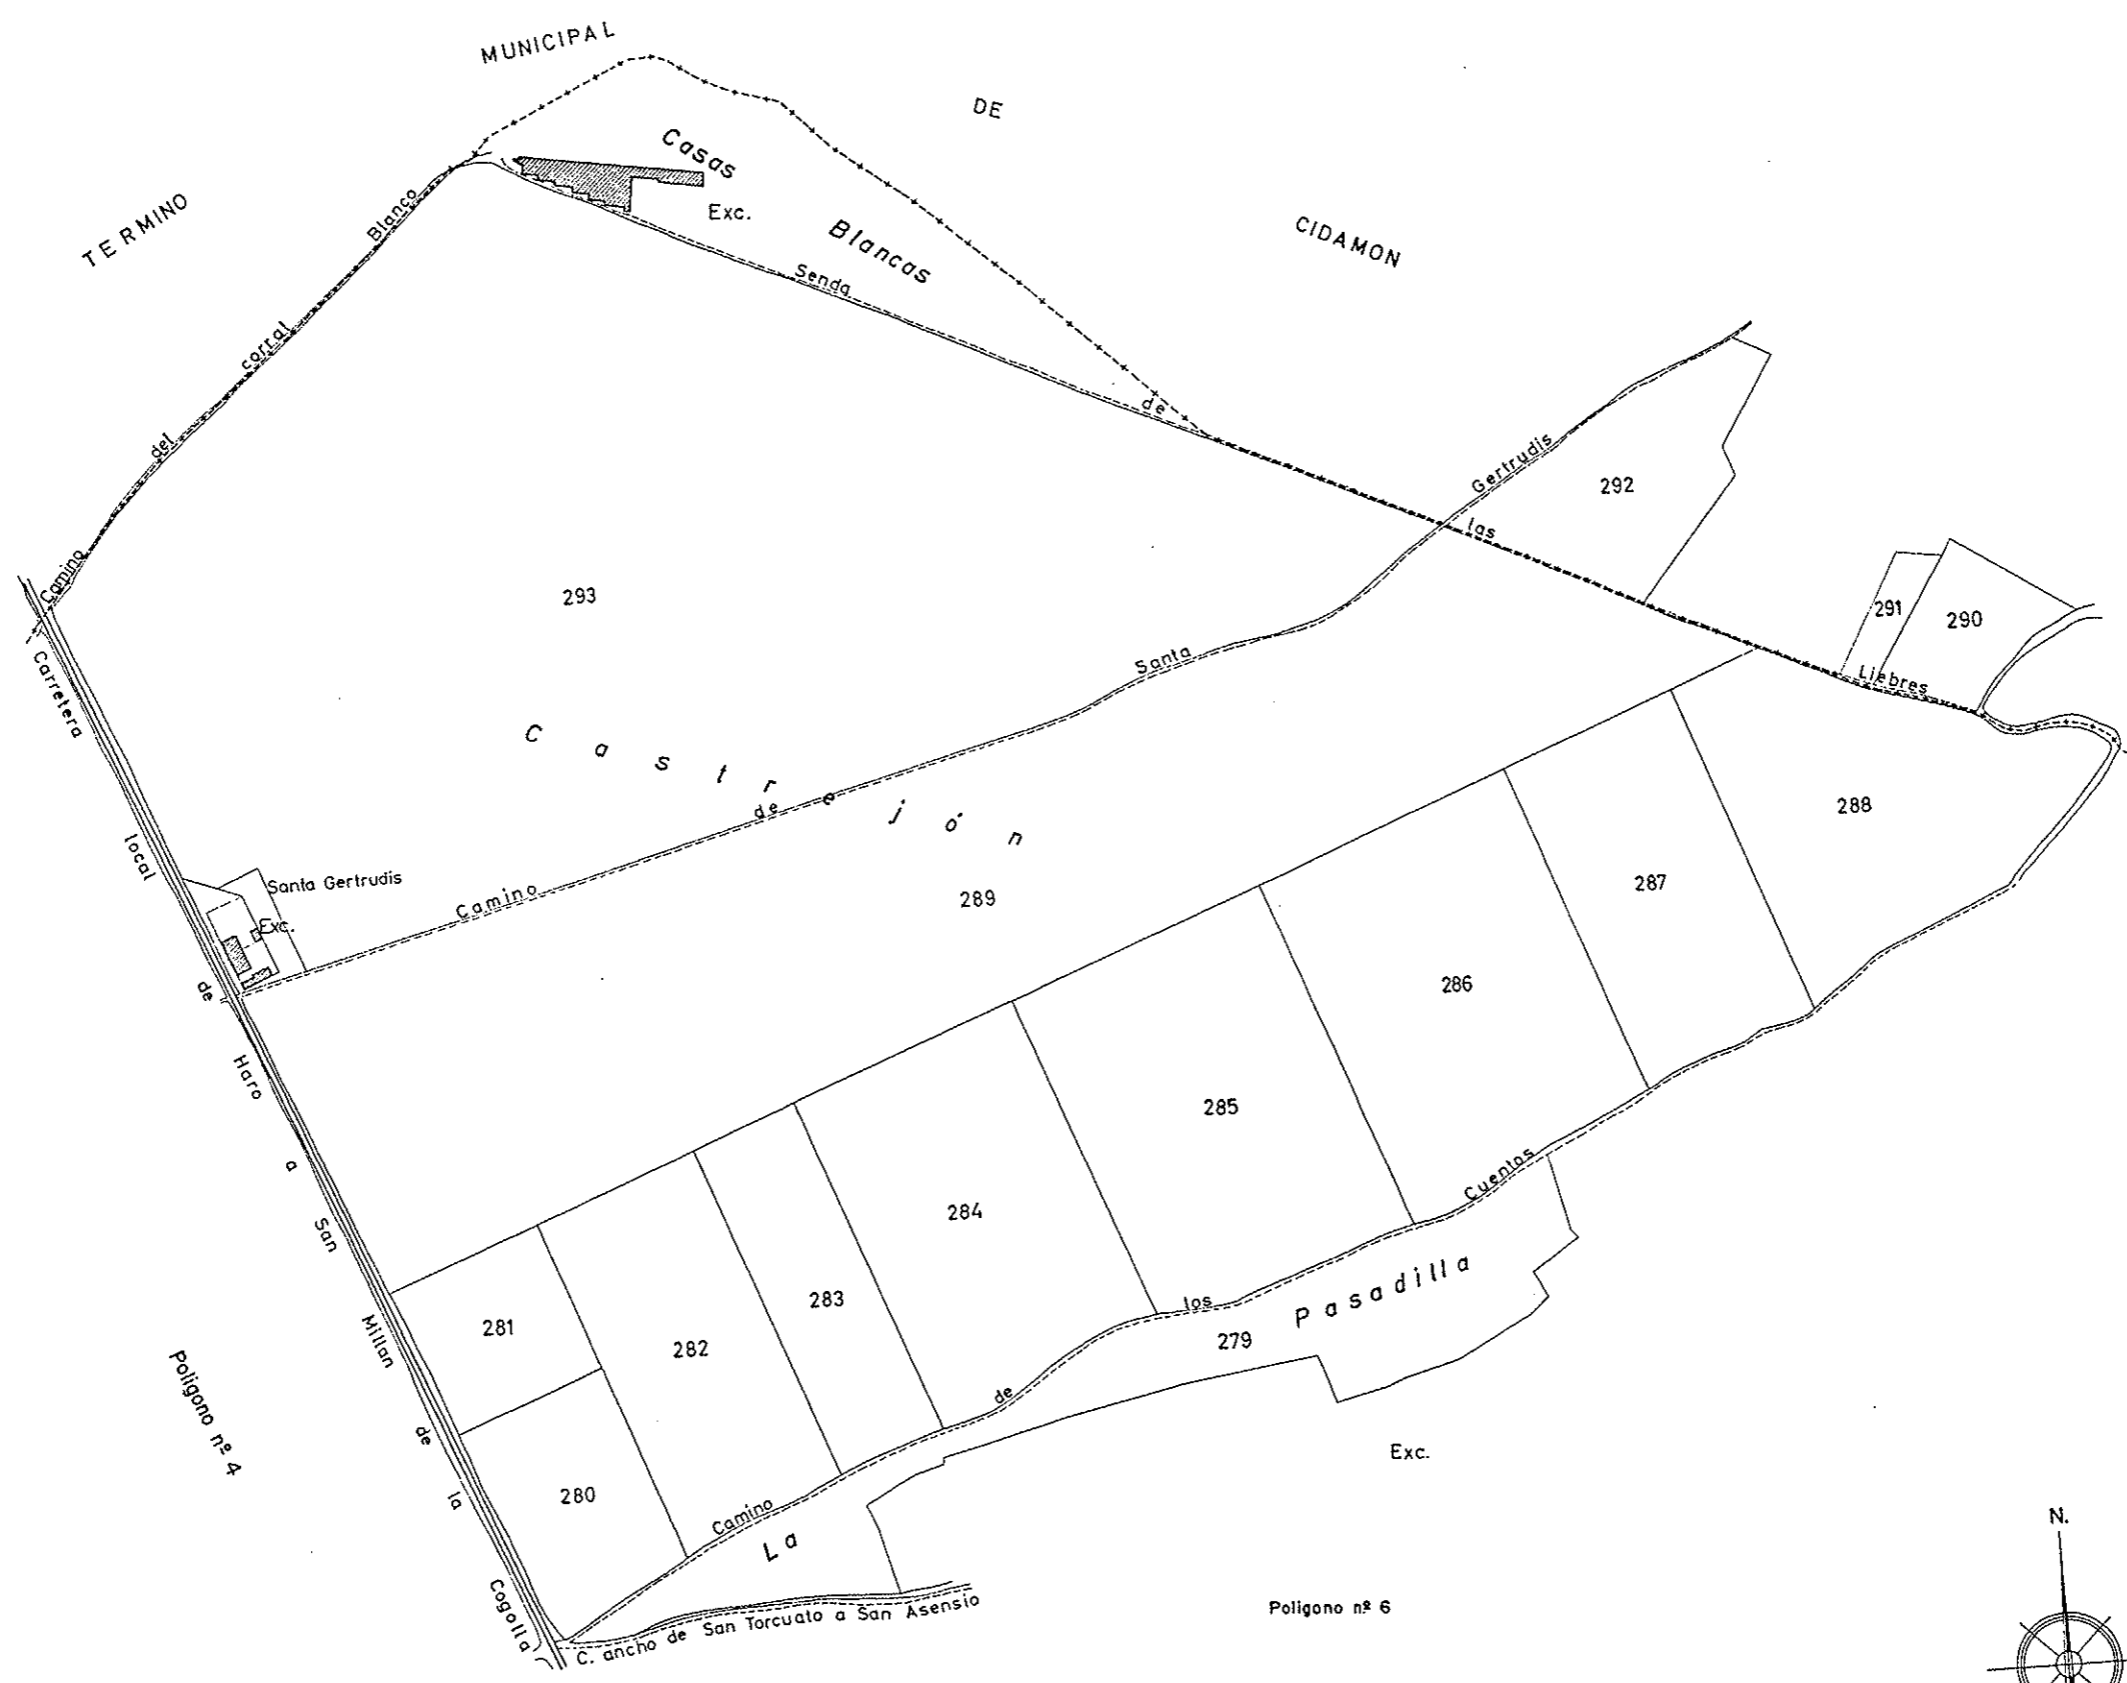 TERMINO MUNICIPAL DE CIDAMON
Casas Blancas
Exc.
Camino del corral Blanco
Senda de las Liebres
Camino de Santa Gertrudis
292
291
290
293
Castrejón
289
288
287
286
285
284
283
282
281
280
279
Santa Gertrudis
Exc.
Carretera local de Haro a San Millan de la Cogolla
Poligono nº 4
Camino de los Cuentos
La Pasadilla
Exc.
C. ancho de San Torcuato a San Asensio
Poligono nº 6
N.